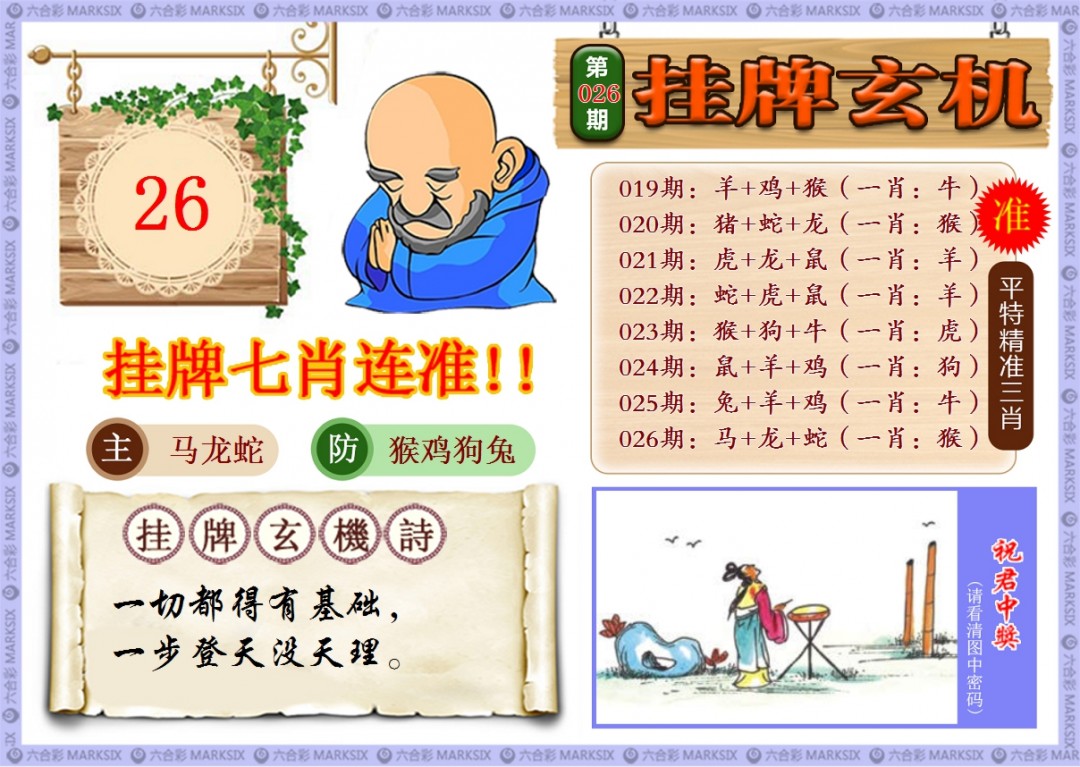 六合彩 MARKSIX
26
第
026
期
挂牌玄机
019期：羊+鸡+猴（一肖：牛）
020期：猪+蛇+龙（一肖：猴）
021期：虎+龙+鼠（一肖：羊）
022期：蛇+虎+鼠（一肖：羊）
023期：猴+狗+牛（一肖：虎）
024期：鼠+羊+鸡（一肖：狗）
025期：兔+羊+鸡（一肖：牛）
026期：马+龙+蛇（一肖：猴）
准
平特精准三肖
挂牌七肖连准!!
主 马龙蛇
防 猴鸡狗兔
挂牌玄機詩
一切都得有基础，
一步登天没天理。
祝君中奖
（请看清图中密码）